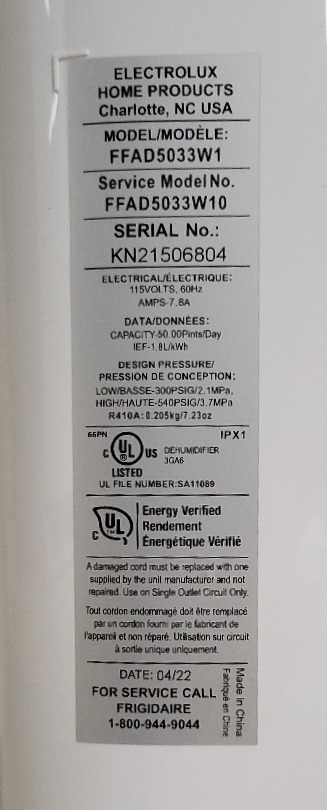 ELECTROLUX
HOME PRODUCTS
Charlotte, NC USA
MODEL/MODÈLE:
FFAD5033W1
Service Model No.
FFAD5033W10
SERIAL No.:
KN21506804
ELECTRICAL/ÉLECTRIQUE:
115VOLTS, 60Hz
AMPS-7.8A
DATA/DONNÉES:
CAPACITY-50.00Pints/Day
IEF-1.8L/kWh
DESIGN PRESSURE/
PRESSION DE CONCEPTION:
LOW/BASSE-300PSIG/2.1MPa,
HIGH/HAUTE-540PSIG/3.7MPa
R410A: 0.205kg/7.23oz
66PN
IPX1
C UL US
DEHUMIDIFIER
3GA6
LISTED
UL FILE NUMBER:SA11089
C UL
Energy Verified
Rendement
Énergétique Vérifié
A damaged cord must be replaced with one
supplied by the unit manufacturer and not
repaired. Use on Single Outlet Circuit Only.
Tout cordon endommagé doit être remplacé
par un cordon fourni par le fabricant de
l'appareil et non réparé. Utilisation sur circuit
à sortie unique uniquement.
DATE: 04/22
FOR SERVICE CALL
FRIGIDAIRE
1-800-944-9044
Made in China
Fabriqué en Chine